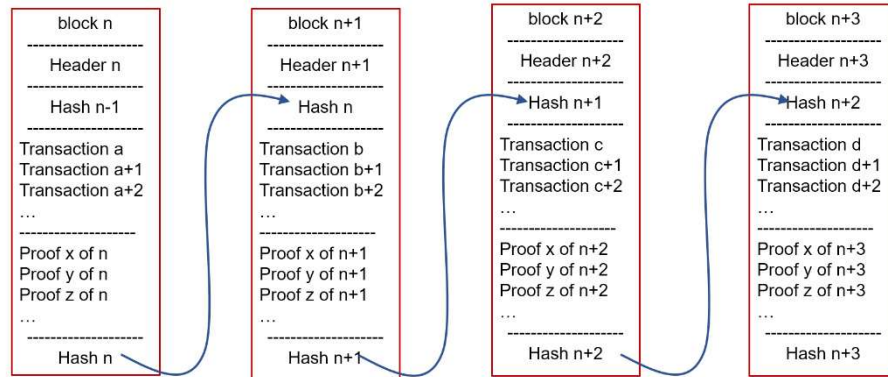 block n
Header n
Hash n-1
Transaction a
Transaction a+1
Transaction a+2
…
Proof x of n
Proof y of n
Proof z of n
…
Hash n
block n+1
Header n+1
Hash n
Transaction b
Transaction b+1
Transaction b+2
…
Proof x of n+1
Proof y of n+1
Proof z of n+1
…
Hash n+1
block n+2
Header n+2
Hash n+1
Transaction c
Transaction c+1
Transaction c+2
…
Proof x of n+2
Proof y of n+2
Proof z of n+2
…
Hash n+2
block n+3
Header n+3
Hash n+2
Transaction d
Transaction d+1
Transaction d+2
…
Proof x of n+3
Proof y of n+3
Proof z of n+3
…
Hash n+3